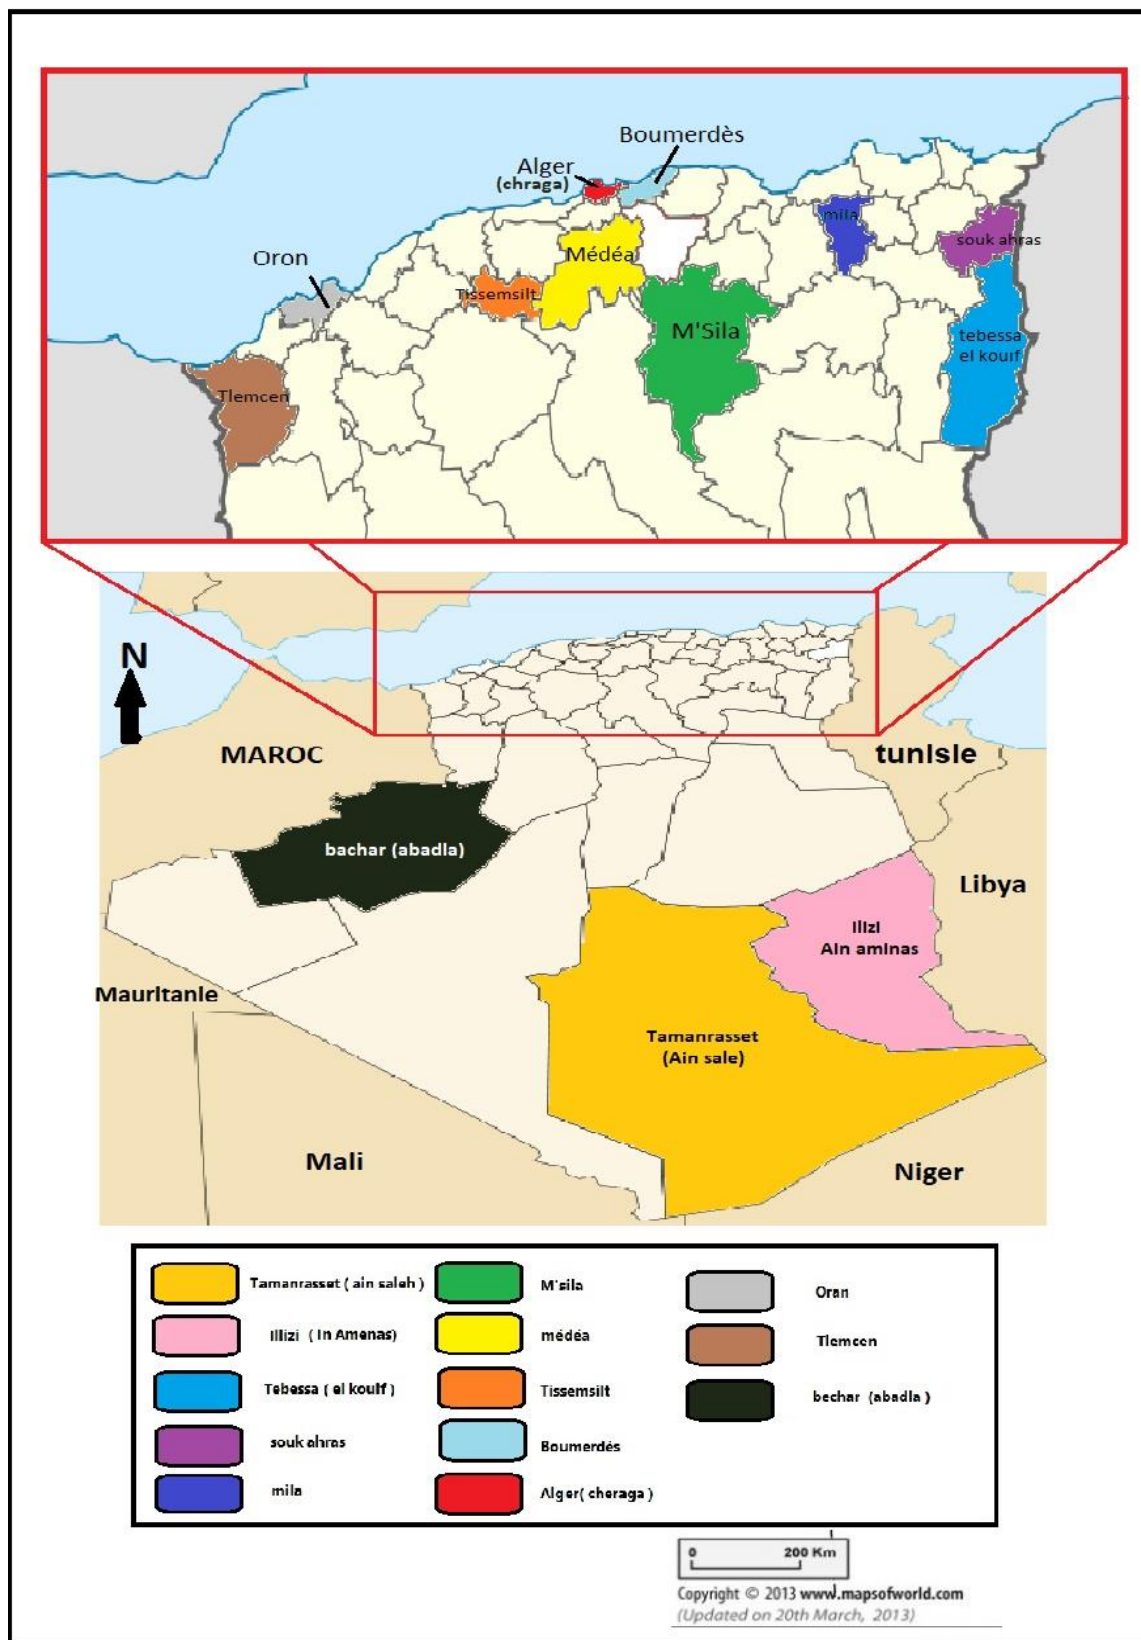 Boumerdès
Alger
(chraga)
mila
souk ahras
Médéa
Oron
Tissemsilt
M'Sila
tebessa
el kouif
Tlemcen
N
MAROC
tunisie
bachar (abadla)
Libya
Ilizi
Ain aminas
Mauritanie
Tamanrasset
(Ain sale)
Mali
Niger
Tamanrasset ( ain saleh )
M'sila
Oran
Illizi ( In Amenas)
médéa
Tlemcen
Tebessa ( el kouif )
Tissemsilt
bechar (abadla )
souk ahras
Boumerdés
mila
Alger( cheraga )
0 200 Km
Copyright © 2013 www.mapsofworld.com
(Updated on 20th March, 2013)